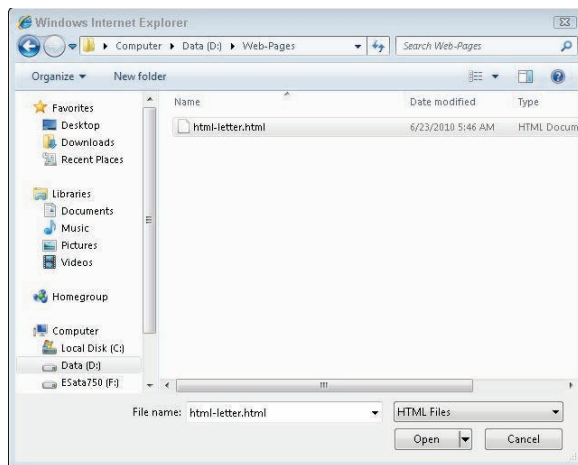 Windows Internet Explorer
Computer ▸ Data (D:) ▸ Web-Pages
Search Web-Pages
Organize New folder
Name Date modified Type
html-letter.html 6/23/2010 5:46 AM HTML Docum
Favorites
Desktop
Downloads
Recent Places
Libraries
Documents
Music
Pictures
Videos
Homegroup
Computer
Local Disk (C:)
Data (D:)
ESata750 (F:)
File name: html-letter.html HTML Files
Open Cancel